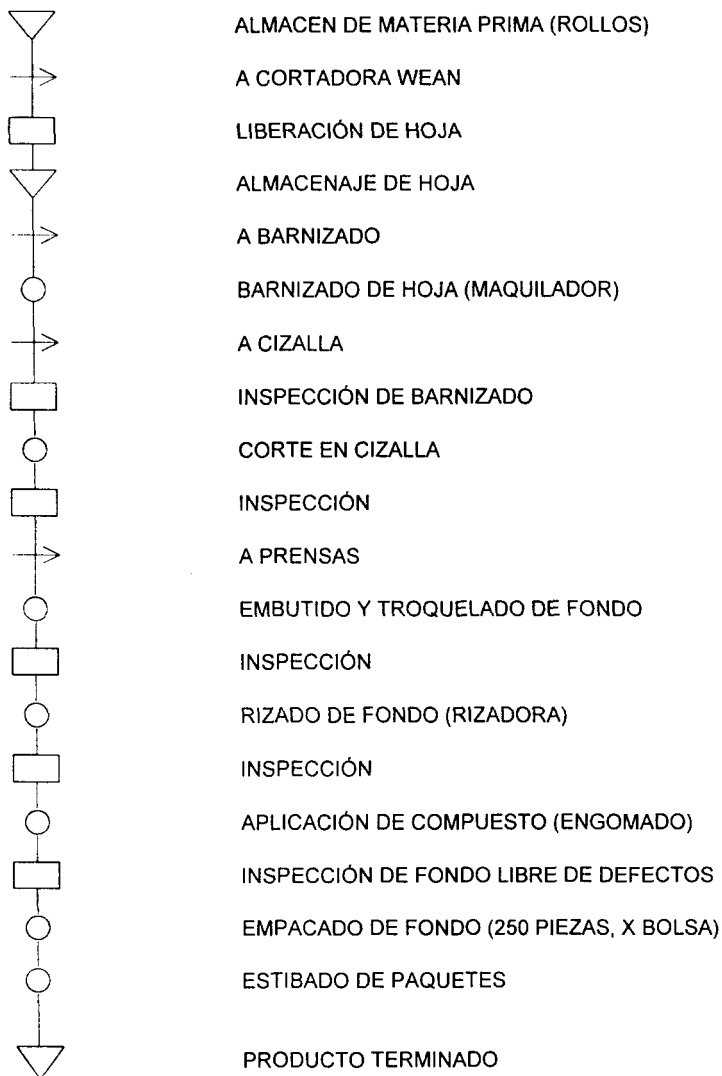 ALMACEN DE MATERIA PRIMA (ROLLOS)
A CORTADORA WEAN
LIBERACIÓN DE HOJA
ALMACENAJE DE HOJA
A BARNIZADO
BARNIZADO DE HOJA (MAQUILADOR)
A CIZALLA
INSPECCIÓN DE BARNIZADO
CORTE EN CIZALLA
INSPECCIÓN
A PRENSAS
EMBUTIDO Y TROQUELADO DE FONDO
INSPECCIÓN
RIZADO DE FONDO (RIZADORA)
INSPECCIÓN
APLICACIÓN DE COMPUESTO (ENGOMADO)
INSPECCIÓN DE FONDO LIBRE DE DEFECTOS
EMPACADO DE FONDO (250 PIEZAS, X BOLSA)
ESTIBADO DE PAQUETES
PRODUCTO TERMINADO